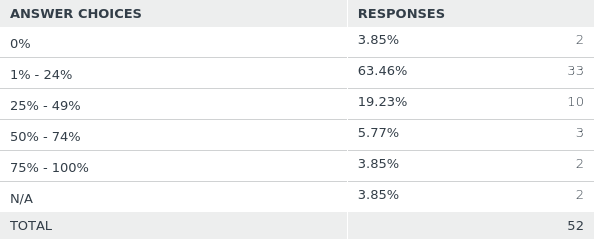 ANSWER CHOICES RESPONSES
0% 3.85% 2
1% - 24% 63.46% 33
25% - 49% 19.23% 10
50% - 74% 5.77% 3
75% - 100% 3.85% 2
N/A 3.85% 2
TOTAL 52